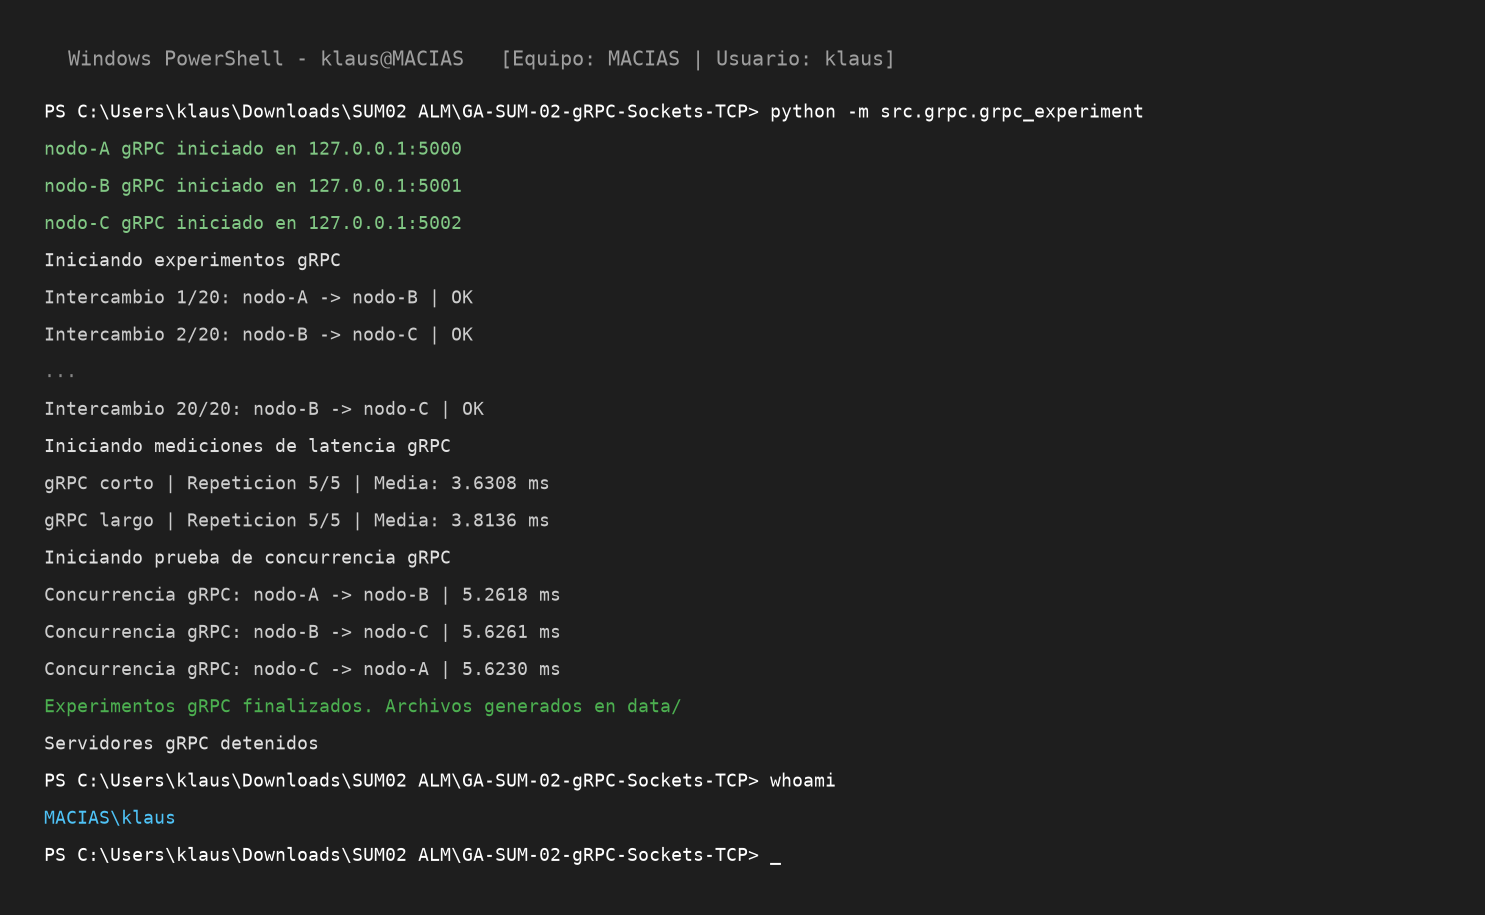 Windows PowerShell - klaus@MACIAS   [Equipo: MACIAS | Usuario: klaus]
PS C:\Users\klaus\Downloads\SUM02 ALM\GA-SUM-02-gRPC-Sockets-TCP> python -m src.grpc.grpc_experiment
nodo-A gRPC iniciado en 127.0.0.1:5000
nodo-B gRPC iniciado en 127.0.0.1:5001
nodo-C gRPC iniciado en 127.0.0.1:5002
Iniciando experimentos gRPC
Intercambio 1/20: nodo-A -> nodo-B | OK
Intercambio 2/20: nodo-B -> nodo-C | OK
...
Intercambio 20/20: nodo-B -> nodo-C | OK
Iniciando mediciones de latencia gRPC
gRPC corto | Repeticion 5/5 | Media: 3.6308 ms
gRPC largo | Repeticion 5/5 | Media: 3.8136 ms
Iniciando prueba de concurrencia gRPC
Concurrencia gRPC: nodo-A -> nodo-B | 5.2618 ms
Concurrencia gRPC: nodo-B -> nodo-C | 5.6261 ms
Concurrencia gRPC: nodo-C -> nodo-A | 5.6230 ms
Experimentos gRPC finalizados. Archivos generados en data/
Servidores gRPC detenidos
PS C:\Users\klaus\Downloads\SUM02 ALM\GA-SUM-02-gRPC-Sockets-TCP> whoami
MACIAS\klaus
PS C:\Users\klaus\Downloads\SUM02 ALM\GA-SUM-02-gRPC-Sockets-TCP> _